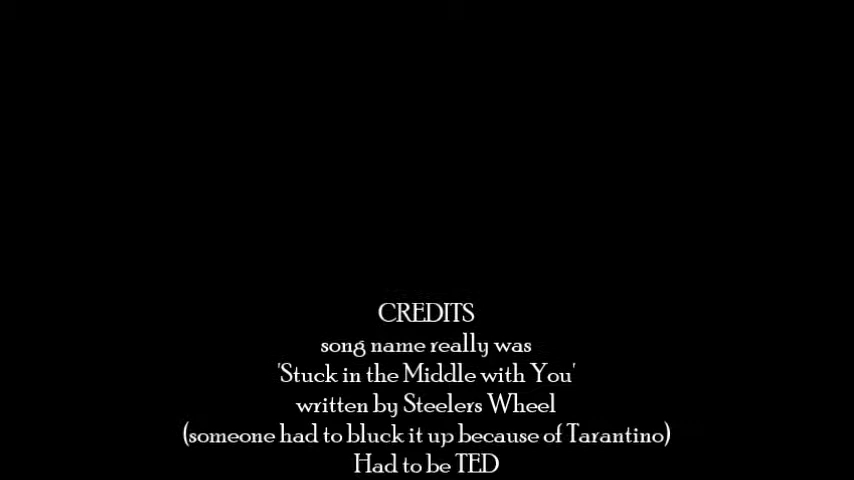 CREDITS
song name really was
'Stuck in the Middle with You'
written by Steelers Wheel
(someone had to bluck it up because of Tarantino)
Had to be TED